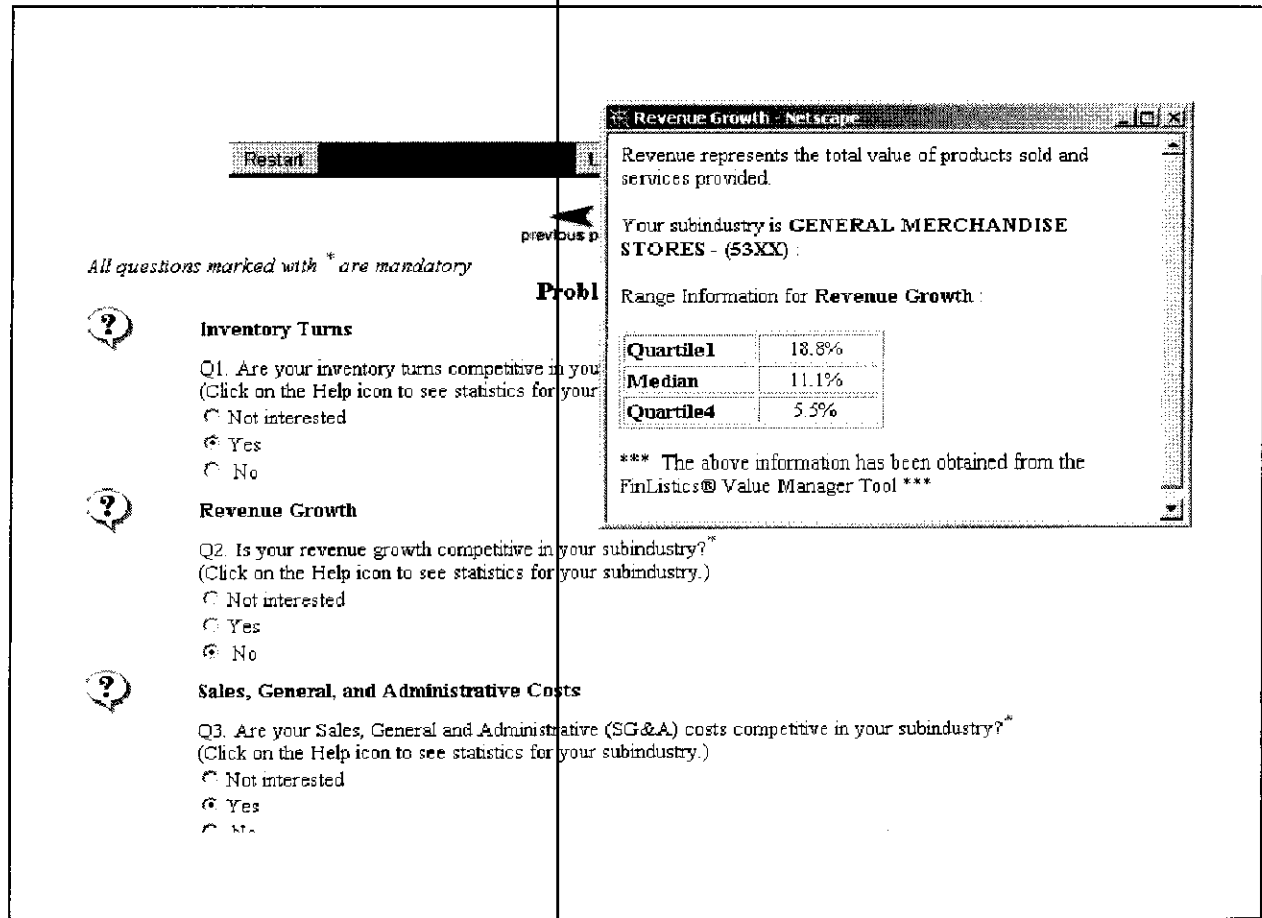 Revenue Growth - Netscape
Restart
L
Revenue represents the total value of products sold and
services provided.
previous p
Your subindustry is GENERAL MERCHANDISE
STORES - (53XX) :
All questions marked with * are mandatory
Probl
Range Information for Revenue Growth :
Quartile1 18.8%
Median 11.1%
Quartile4 5.5%
*** The above information has been obtained from the
FinListics® Value Manager Tool ***
?
Inventory Turns
Q1. Are your inventory turns competitive in you
(Click on the Help icon to see statistics for your
Not interested
Yes
No
?
Revenue Growth
Q2. Is your revenue growth competitive in your subindustry?*
(Click on the Help icon to see statistics for your subindustry.)
Not interested
Yes
No
?
Sales, General, and Administrative Costs
Q3. Are your Sales, General and Administrative (SG&A) costs competitive in your subindustry?*
(Click on the Help icon to see statistics for your subindustry.)
Not interested
Yes
No